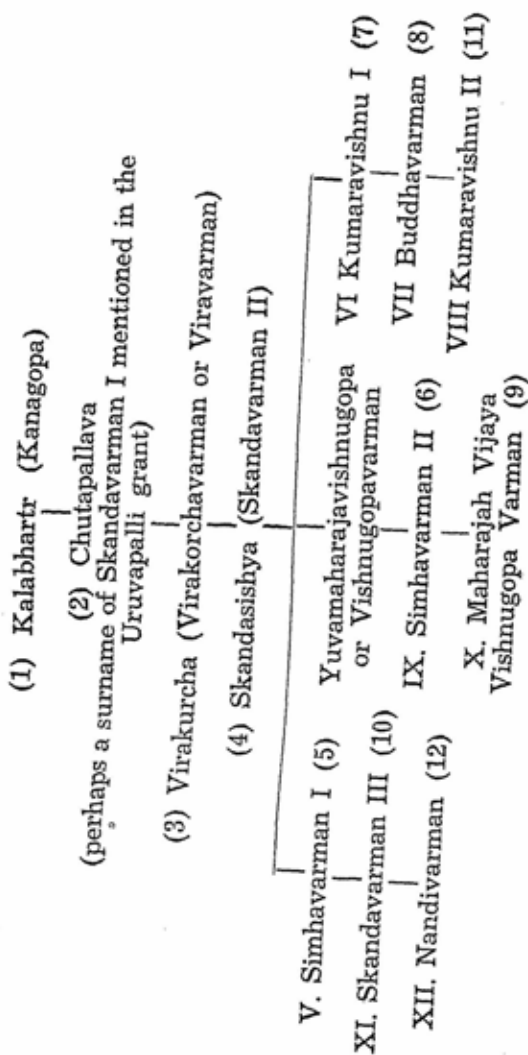 (1) Kalabhartr (Kanagopa)
(2) Chutapallava
(perhaps a surname of Skandavarman I mentioned in the
Uruvapalli grant)
(3) Virakurcha (Virakorchavarman or Viravarman)
(4) Skandasishya (Skandavarman II)
V. Simhavarman I (5)
XI. Skandavarman III (10)
XII. Nandivarman (12)
Yuvamaharajavishnugopa
or Vishnugopavarman
IX. Simhavarman II (6)
X. Maharajah Vijaya
Vishnugopa Varman (9)
VI Kumaravishnu I (7)
VII Buddhavarman (8)
VIII Kumaravishnu II (11)